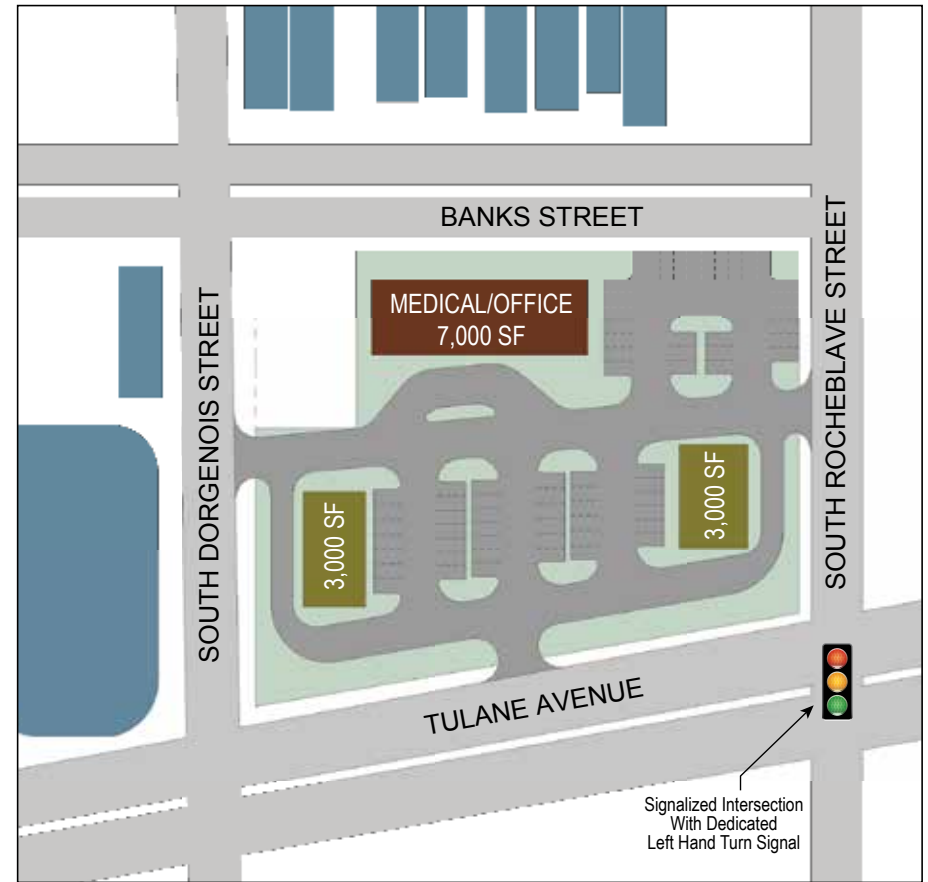 BANKS STREET
MEDICAL/OFFICE
7,000 SF
SOUTH DORGENOIS STREET
SOUTH ROCHEBLAVE STREET
3,000 SF
3,000 SF
TULANE AVENUE
Signalized Intersection
With Dedicated
Left Hand Turn Signal